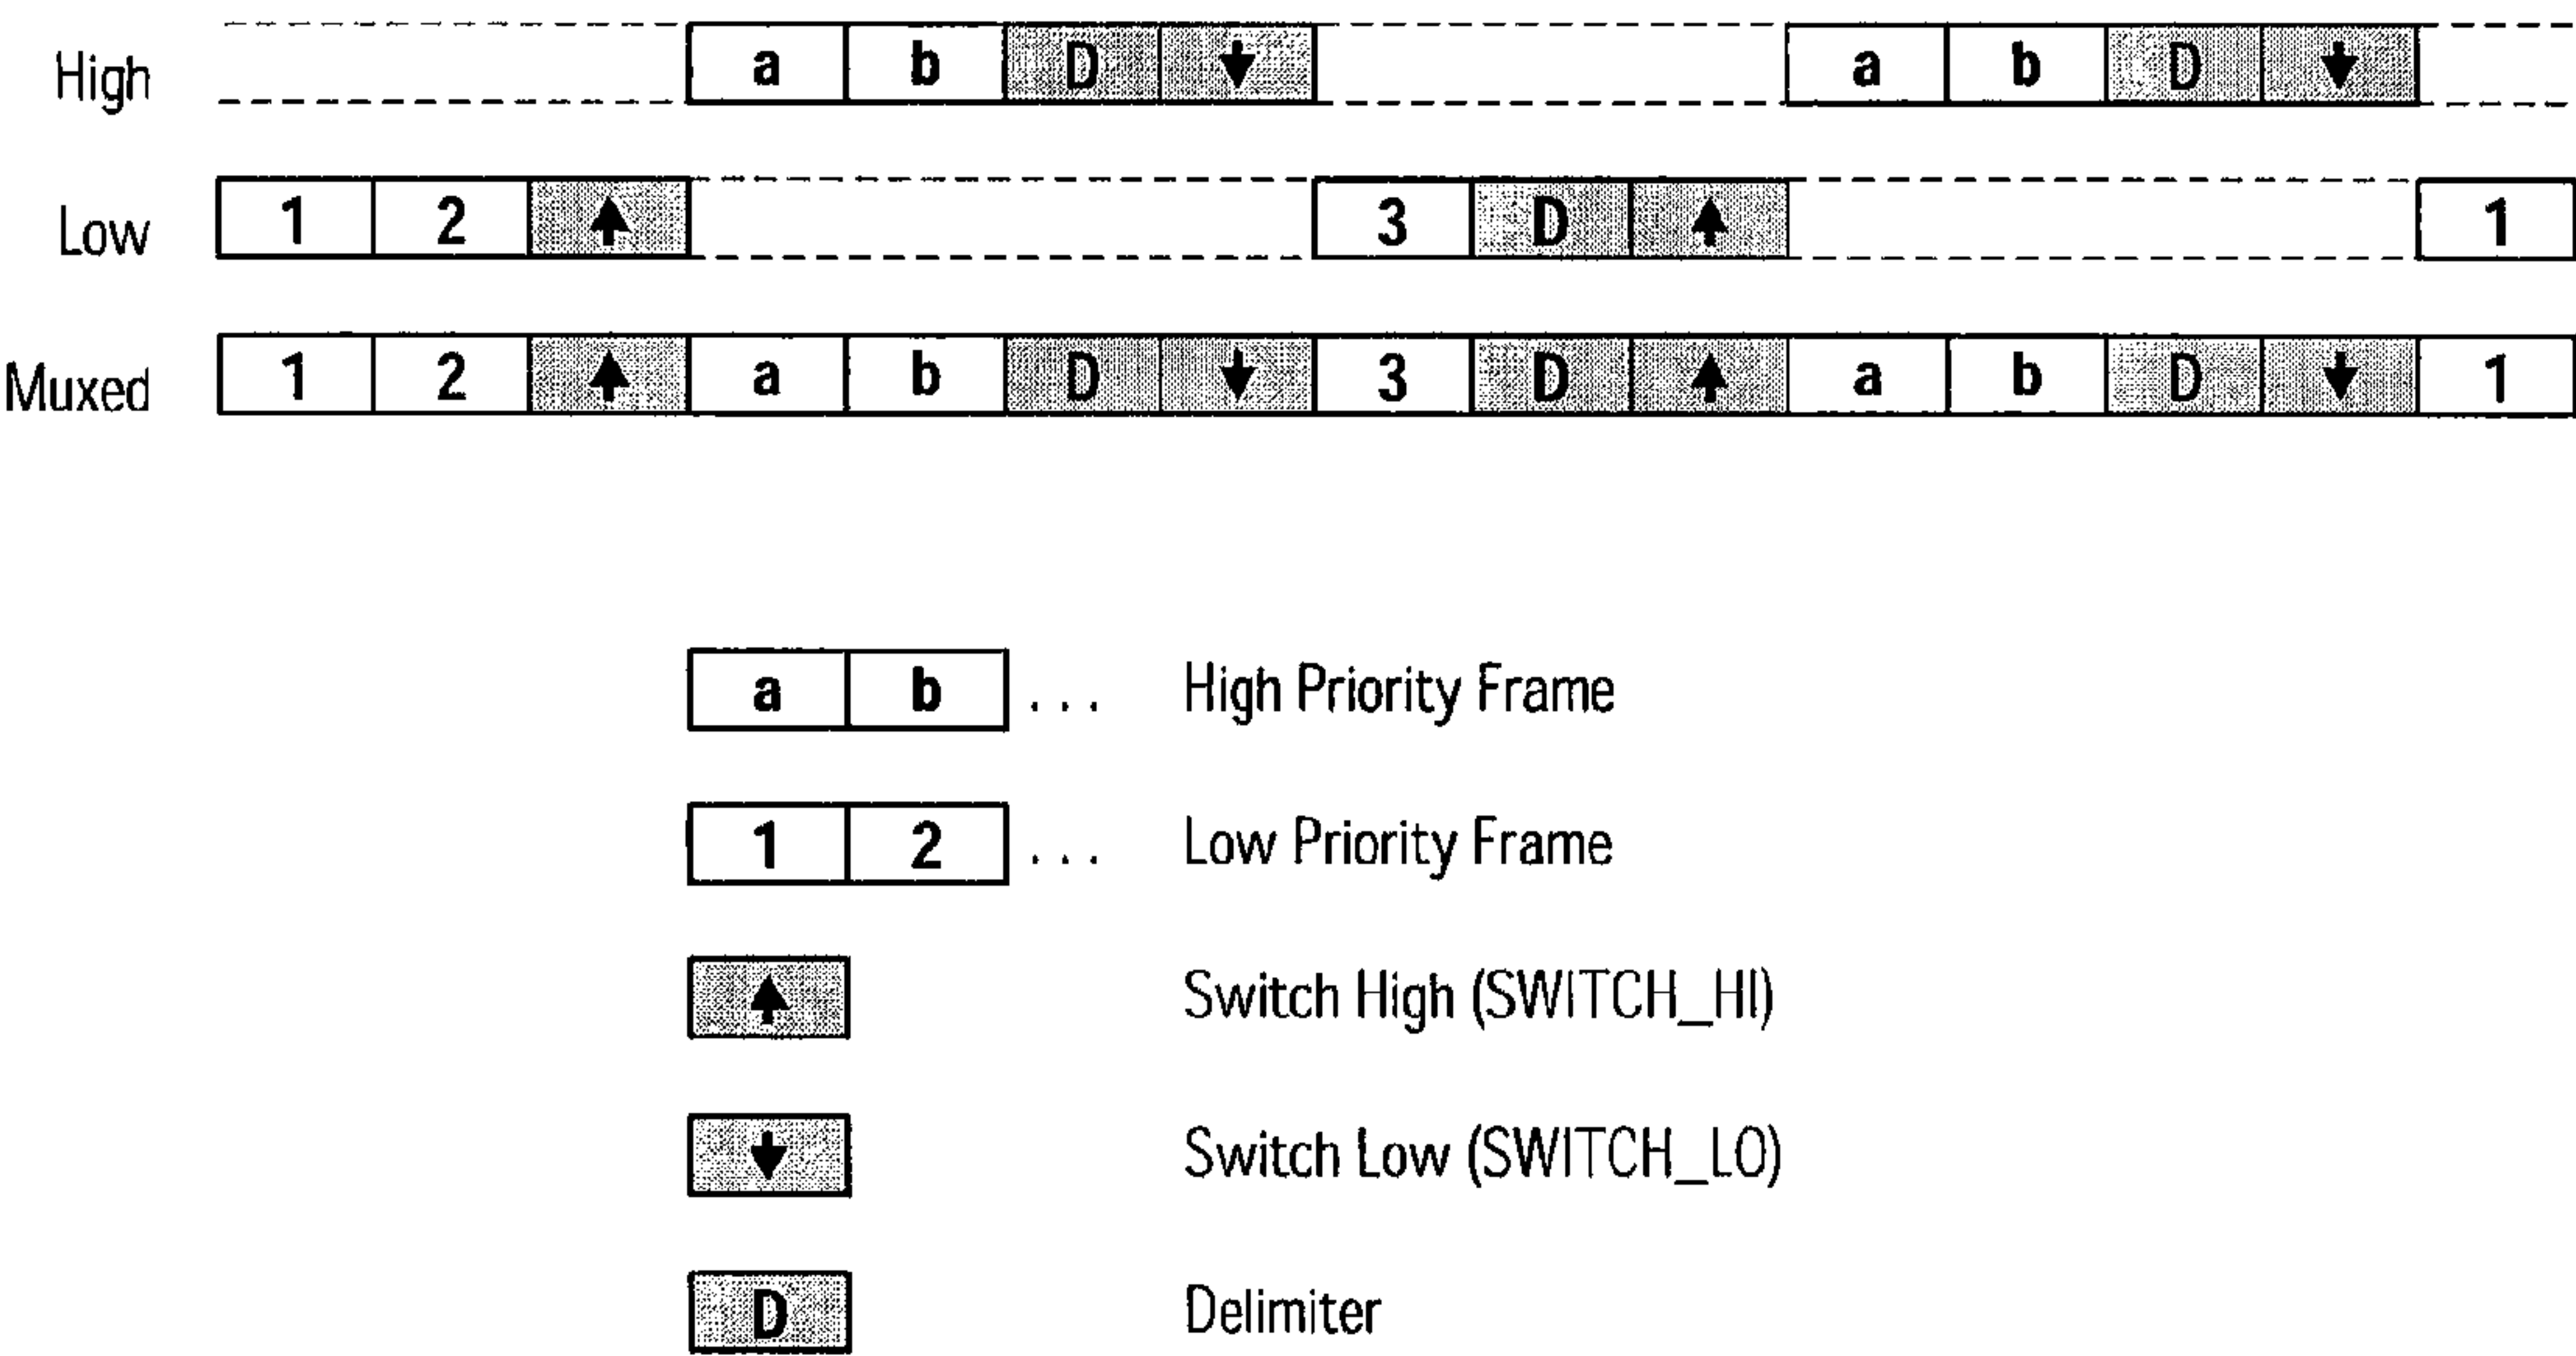 High a b D ↓ a b D ↓
Low 1 2 ↑ 3 D ↑ 1
Muxed 1 2 ↑ a b D ↓ 3 D ↑ a b D ↓ 1
a b ... High Priority Frame
1 2 ... Low Priority Frame
↑ Switch High (SWITCH_HI)
↓ Switch Low (SWITCH_LO)
D Delimiter